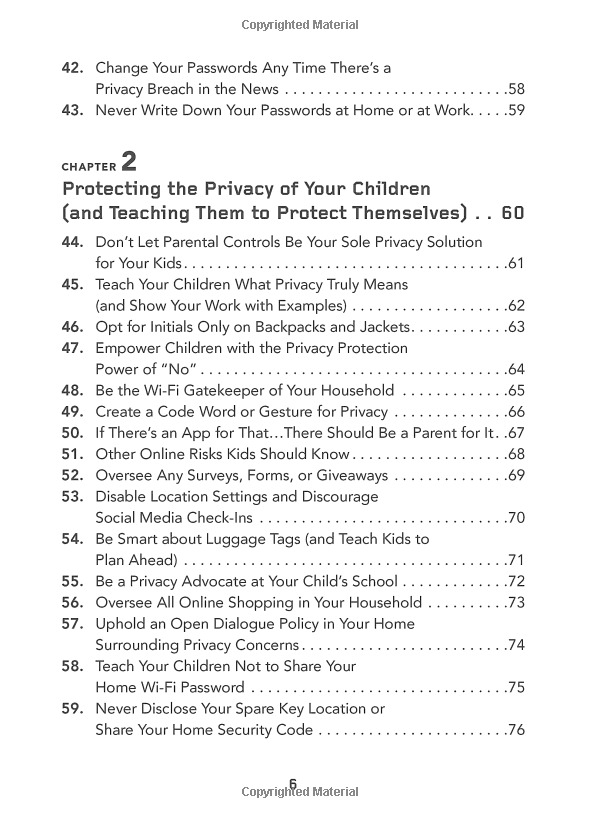 Copyrighted Material
42. Change Your Passwords Any Time There's a
Privacy Breach in the News . . . . . . . . . . . . . . . . . . . . . . . . . . .58
43. Never Write Down Your Passwords at Home or at Work. . . . .59
CHAPTER 2
Protecting the Privacy of Your Children
(and Teaching Them to Protect Themselves) . . 60
44. Don't Let Parental Controls Be Your Sole Privacy Solution
for Your Kids. . . . . . . . . . . . . . . . . . . . . . . . . . . . . . . . . . . . . . .61
45. Teach Your Children What Privacy Truly Means
(and Show Your Work with Examples) . . . . . . . . . . . . . . . . . . .62
46. Opt for Initials Only on Backpacks and Jackets. . . . . . . . . . . .63
47. Empower Children with the Privacy Protection
Power of “No” . . . . . . . . . . . . . . . . . . . . . . . . . . . . . . . . . . . . .64
48. Be the Wi-Fi Gatekeeper of Your Household . . . . . . . . . . . . .65
49. Create a Code Word or Gesture for Privacy . . . . . . . . . . . . . .66
50. If There's an App for That…There Should Be a Parent for It. .67
51. Other Online Risks Kids Should Know . . . . . . . . . . . . . . . . . . .68
52. Oversee Any Surveys, Forms, or Giveaways . . . . . . . . . . . . . .69
53. Disable Location Settings and Discourage
Social Media Check-Ins . . . . . . . . . . . . . . . . . . . . . . . . . . . . . .70
54. Be Smart about Luggage Tags (and Teach Kids to
Plan Ahead) . . . . . . . . . . . . . . . . . . . . . . . . . . . . . . . . . . . . . . .71
55. Be a Privacy Advocate at Your Child's School . . . . . . . . . . . . .72
56. Oversee All Online Shopping in Your Household . . . . . . . . . .73
57. Uphold an Open Dialogue Policy in Your Home
Surrounding Privacy Concerns . . . . . . . . . . . . . . . . . . . . . . . . .74
58. Teach Your Children Not to Share Your
Home Wi-Fi Password . . . . . . . . . . . . . . . . . . . . . . . . . . . . . . .75
59. Never Disclose Your Spare Key Location or
Share Your Home Security Code . . . . . . . . . . . . . . . . . . . . . . .76
6
Copyrighted Material